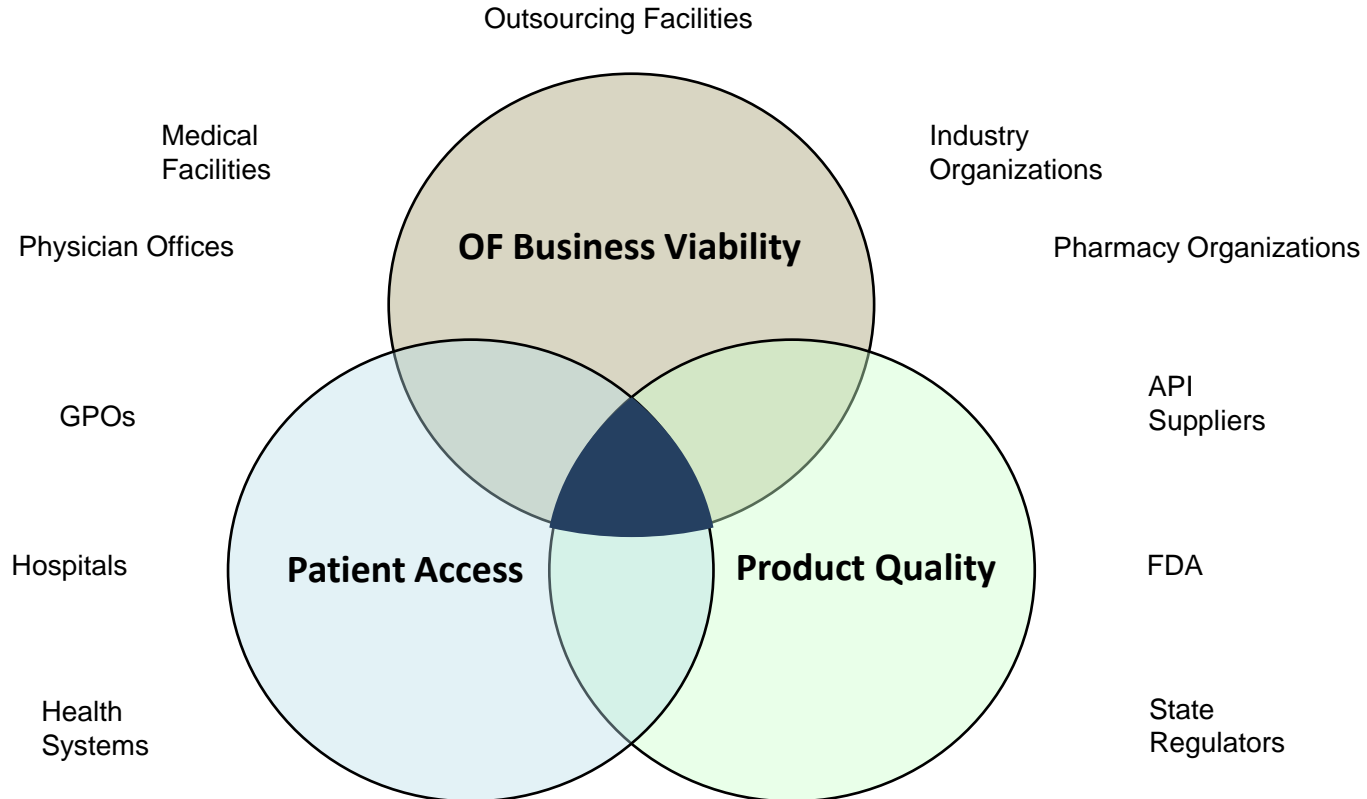 Outsourcing Facilities
Medical
Facilities
Industry
Organizations
Physician Offices
OF Business Viability
Pharmacy Organizations
GPOs
API
Suppliers
Hospitals
Patient Access
Product Quality
FDA
Health
Systems
State
Regulators